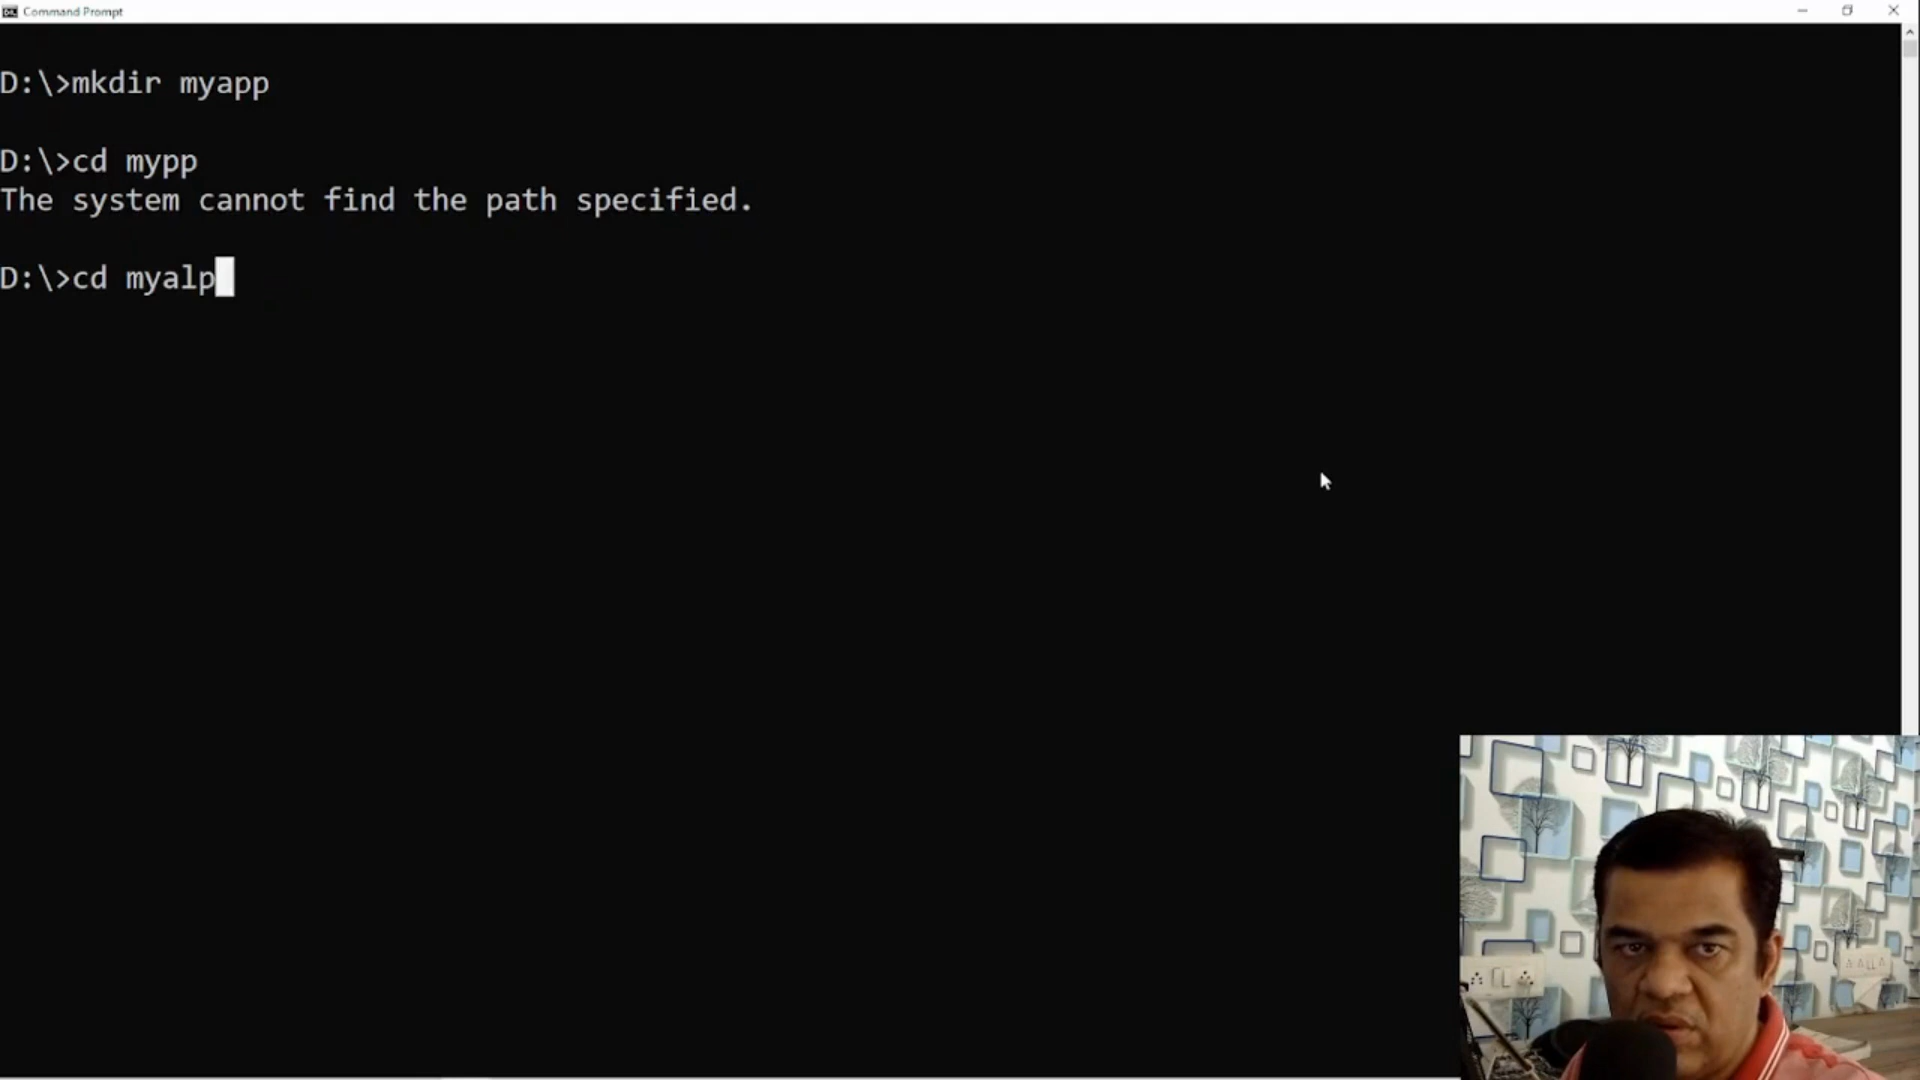 Command Prompt
D:\>mkdir myapp
D:\>cd mypp
The system cannot find the path specified.
D:\>cd myalp